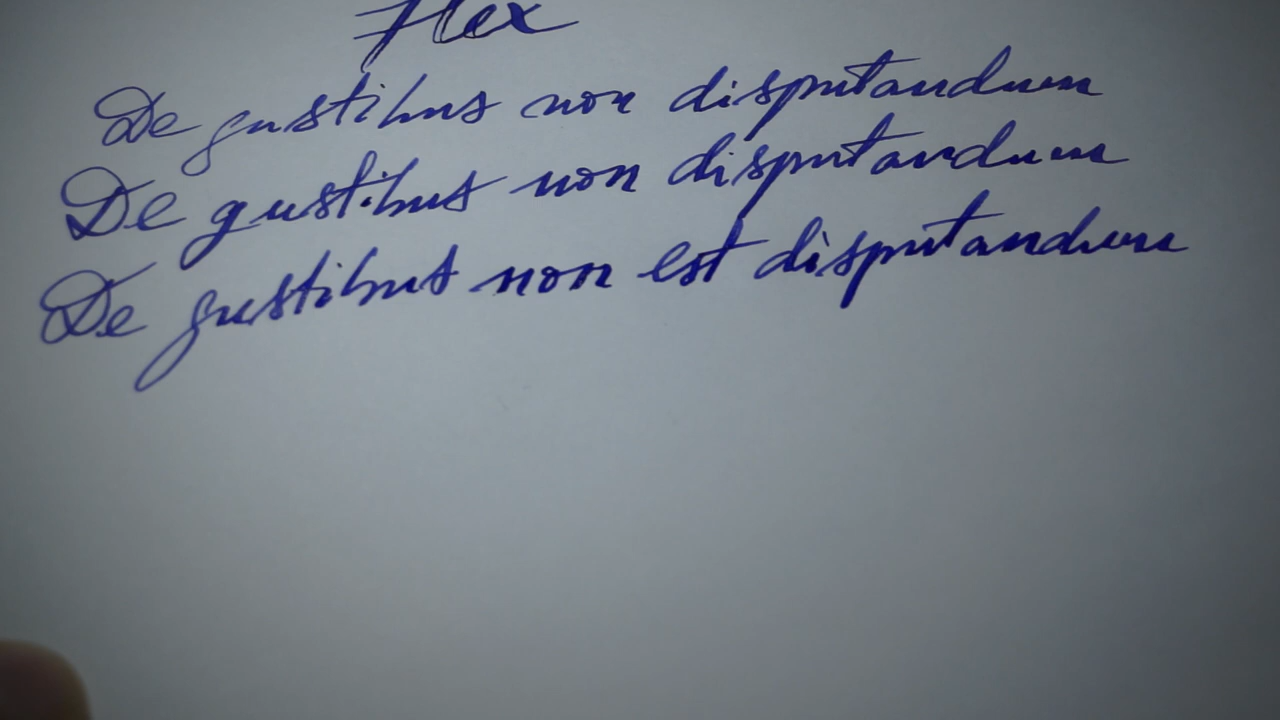 Flex
De gustibus non disputandum
De gustibus non disputandum
De gustibus non est disputandum